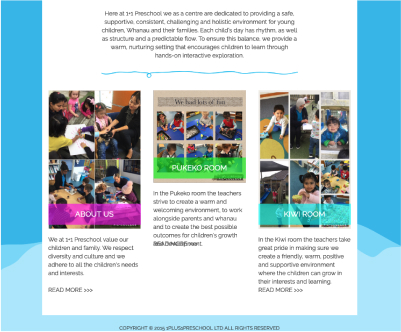 Here at 1+1 Preschool we as a centre are dedicated to providing a safe,
supportive, consistent, challenging and holistic environment for young
children, Whanau and their families. Each child's day has rhythm, as well
as structure and a predictable flow. To ensure this balance, we provide a
warm, nurturing setting that encourages children to learn through
hands-on interactive exploration.
We had lots of fun
PUKEKO ROOM
ABOUT US
KIWI ROOM
In the Pukeko room the teachers
strive to create a warm and
welcoming environment, to work
alongside parents and whanau
and to create the best possible
outcomes for children's growth
READ MORE >>>
We at 1+1 Preschool value our
children and family. We respect
diversity and culture and we
adhere to all the children's needs
and interests.
READ MORE >>>
In the Kiwi room the teachers take
great pride in making sure we
create a friendly, warm, positive
and supportive environment
where the children can grow in
their interests and learning.
READ MORE >>>
COPYRIGHT © 2015 1PLUS1PRESCHOOL LTD ALL RIGHTS RESERVED